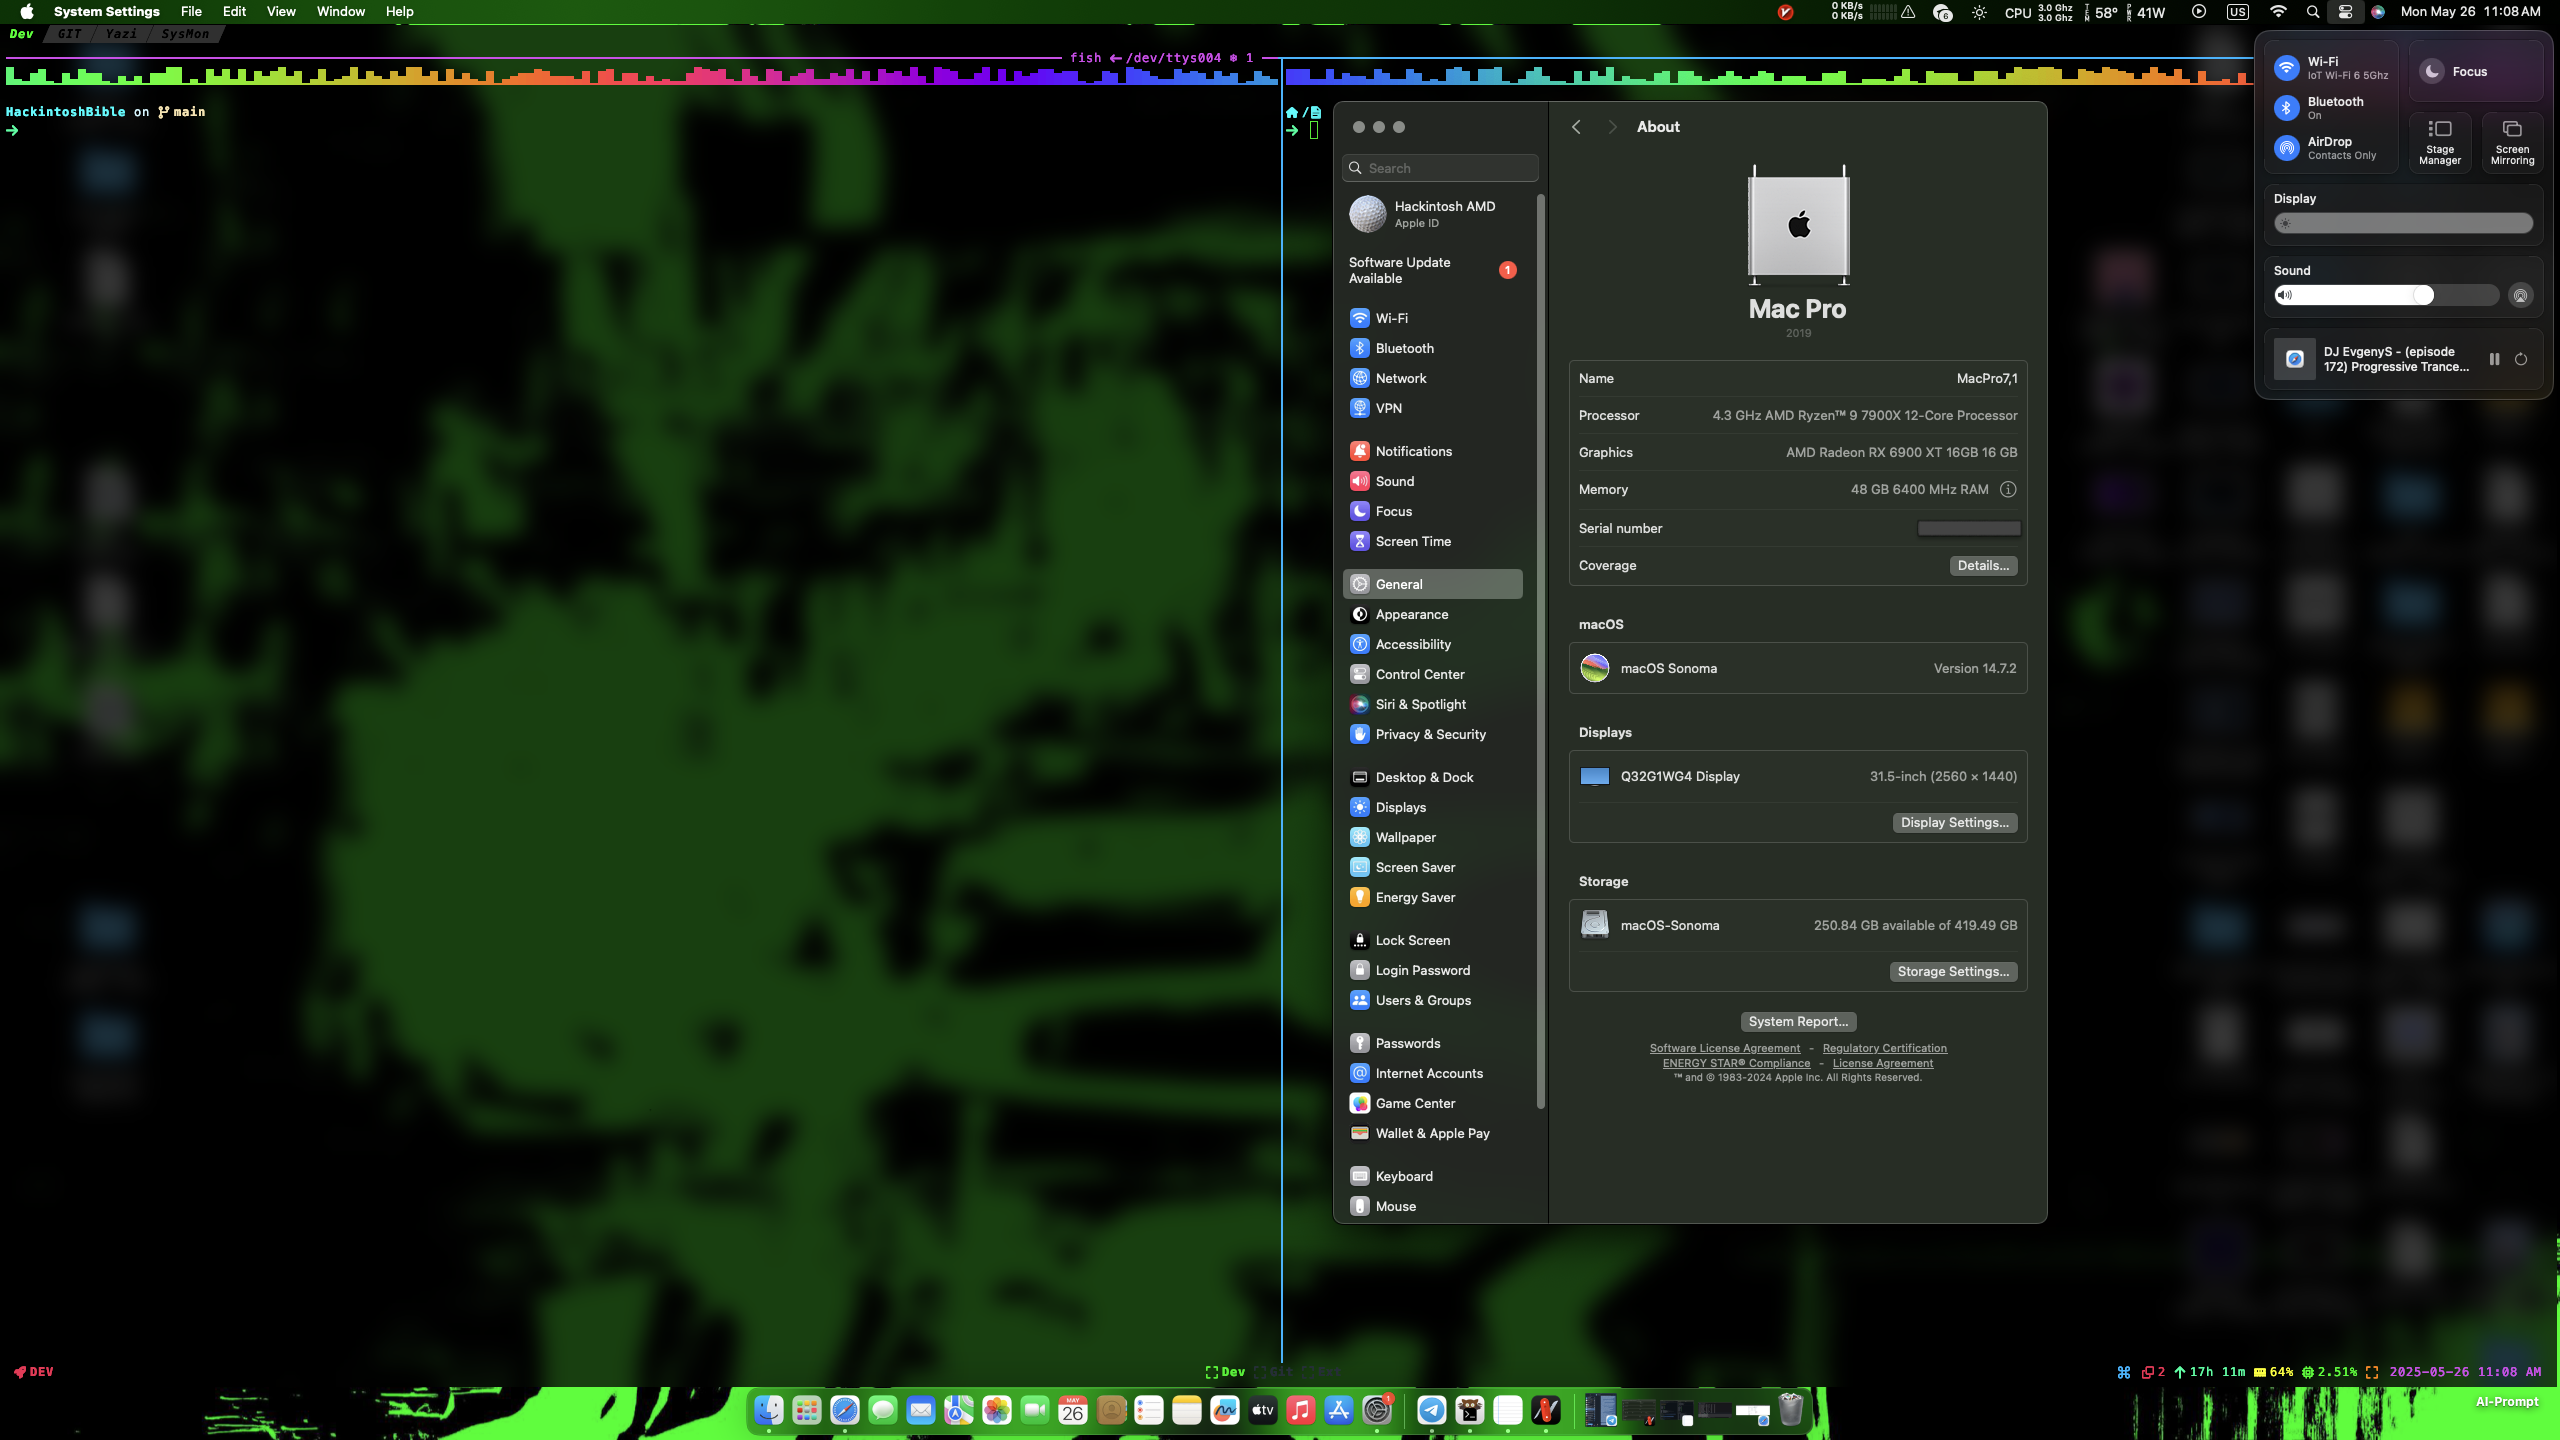 System Settings File Edit View Window Help
0 KB/s
0 KB/s
6
CPU 3.0 Ghz
3.0 Ghz
58° 41W
US
Mon May 26 11:08 AM
Dev GIT Yazi SysMon
fish /dev/ttys004 1
HackintoshBible on main
/
Search
Hackintosh AMD
Apple ID
Software Update
Available
1
Wi-Fi
Bluetooth
Network
VPN
Notifications
Sound
Focus
Screen Time
General
Appearance
Accessibility
Control Center
Siri & Spotlight
Privacy & Security
Desktop & Dock
Displays
Wallpaper
Screen Saver
Energy Saver
Lock Screen
Login Password
Users & Groups
Passwords
Internet Accounts
Game Center
Wallet & Apple Pay
Keyboard
Mouse
About
Mac Pro
2019
Name MacPro7,1
Processor 4.3 GHz AMD Ryzen™ 9 7900X 12-Core Processor
Graphics AMD Radeon RX 6900 XT 16GB 16 GB
Memory 48 GB 6400 MHz RAM
Serial number
Coverage Details...
macOS
macOS Sonoma Version 14.7.2
Displays
Q32G1WG4 Display 31.5-inch (2560 × 1440)
Display Settings...
Storage
macOS-Sonoma 250.84 GB available of 419.49 GB
Storage Settings...
System Report...
Software License Agreement - Regulatory Certification
ENERGY STAR® Compliance - License Agreement
™ and © 1983-2024 Apple Inc. All Rights Reserved.
Wi-Fi
IoT Wi-Fi 6 5Ghz
Bluetooth
On
AirDrop
Contacts Only
Focus
Stage
Manager
Screen
Mirroring
Display
Sound
DJ EvgenyS - (episode
172) Progressive Trance...
DEV
Dev Git
2 17h 11m 64% 2.51% 2025-05-26 11:08 AM
MAY
26
tv
1
AI-Prompt